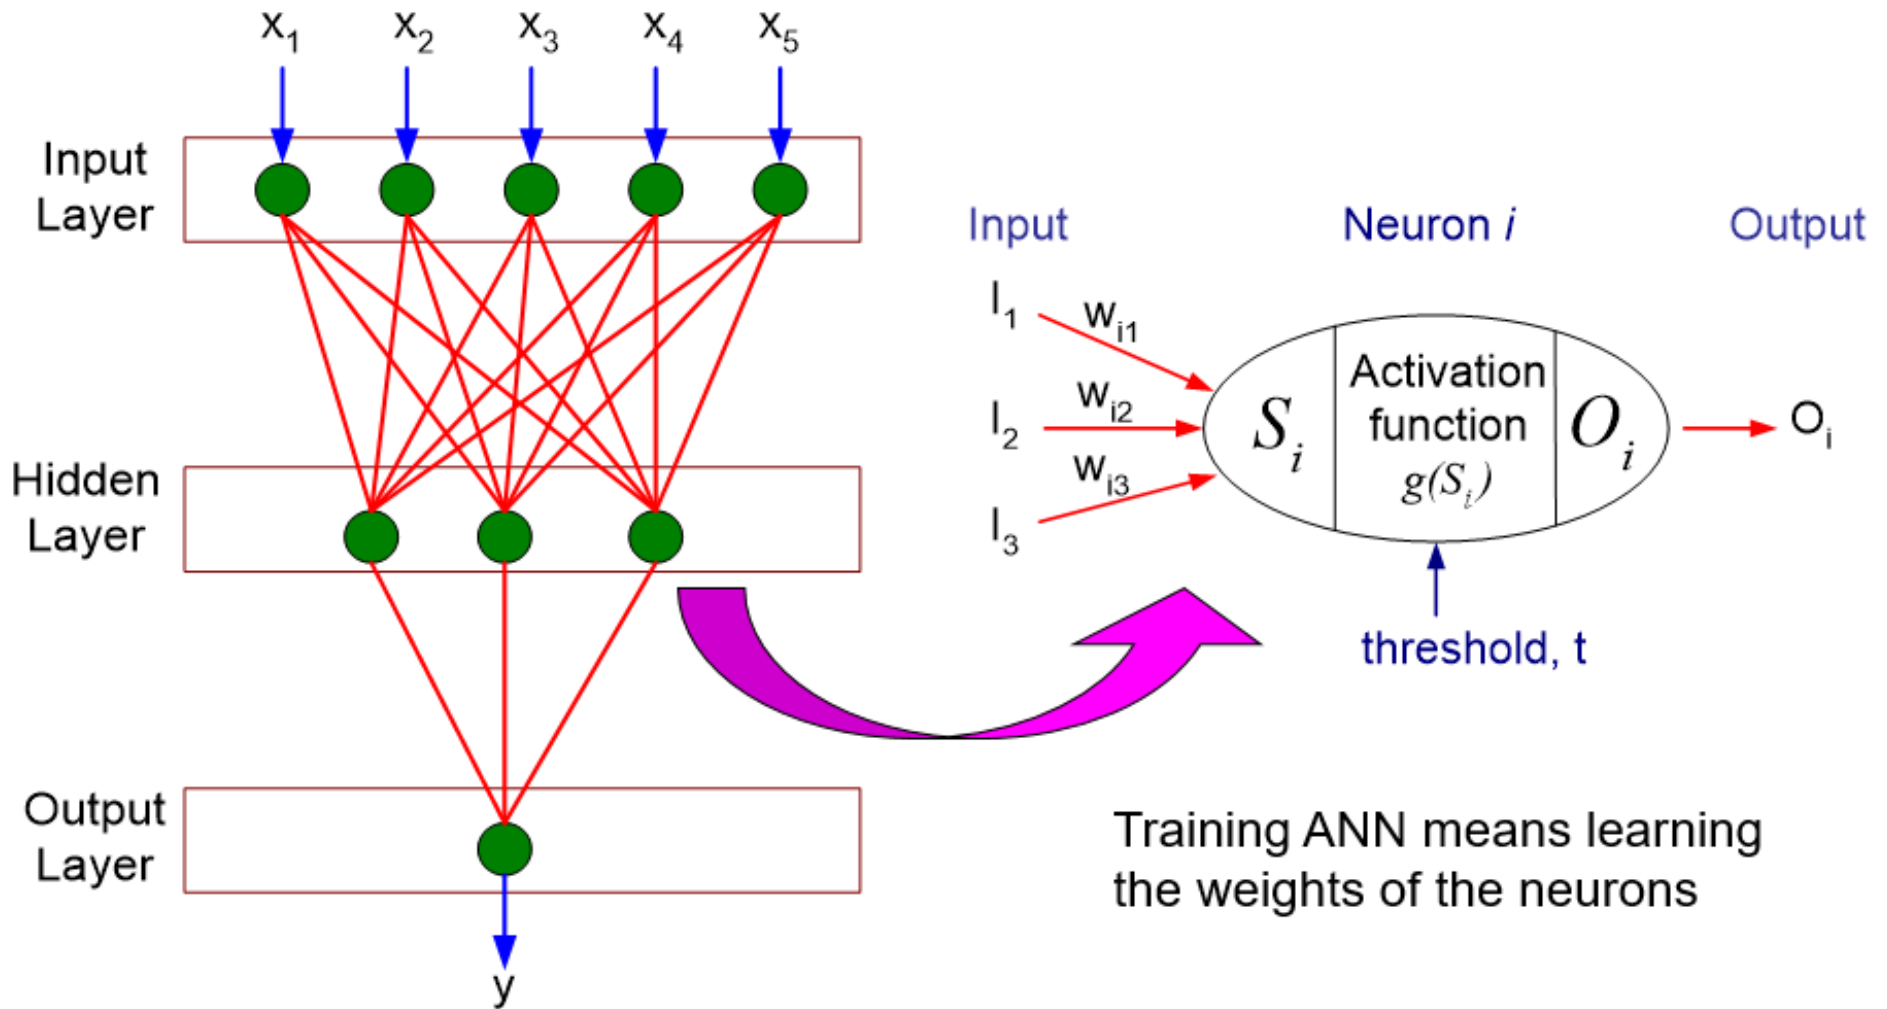 x1 x2 x3 x4 x5
Input
Layer
Hidden
Layer
Output
Layer
y
Input Neuron i Output
I1 wi1
I2 wi2
I3 wi3
Si
Activation
function
g(Si)
Oi
Oi
threshold, t
Training ANN means learning
the weights of the neurons